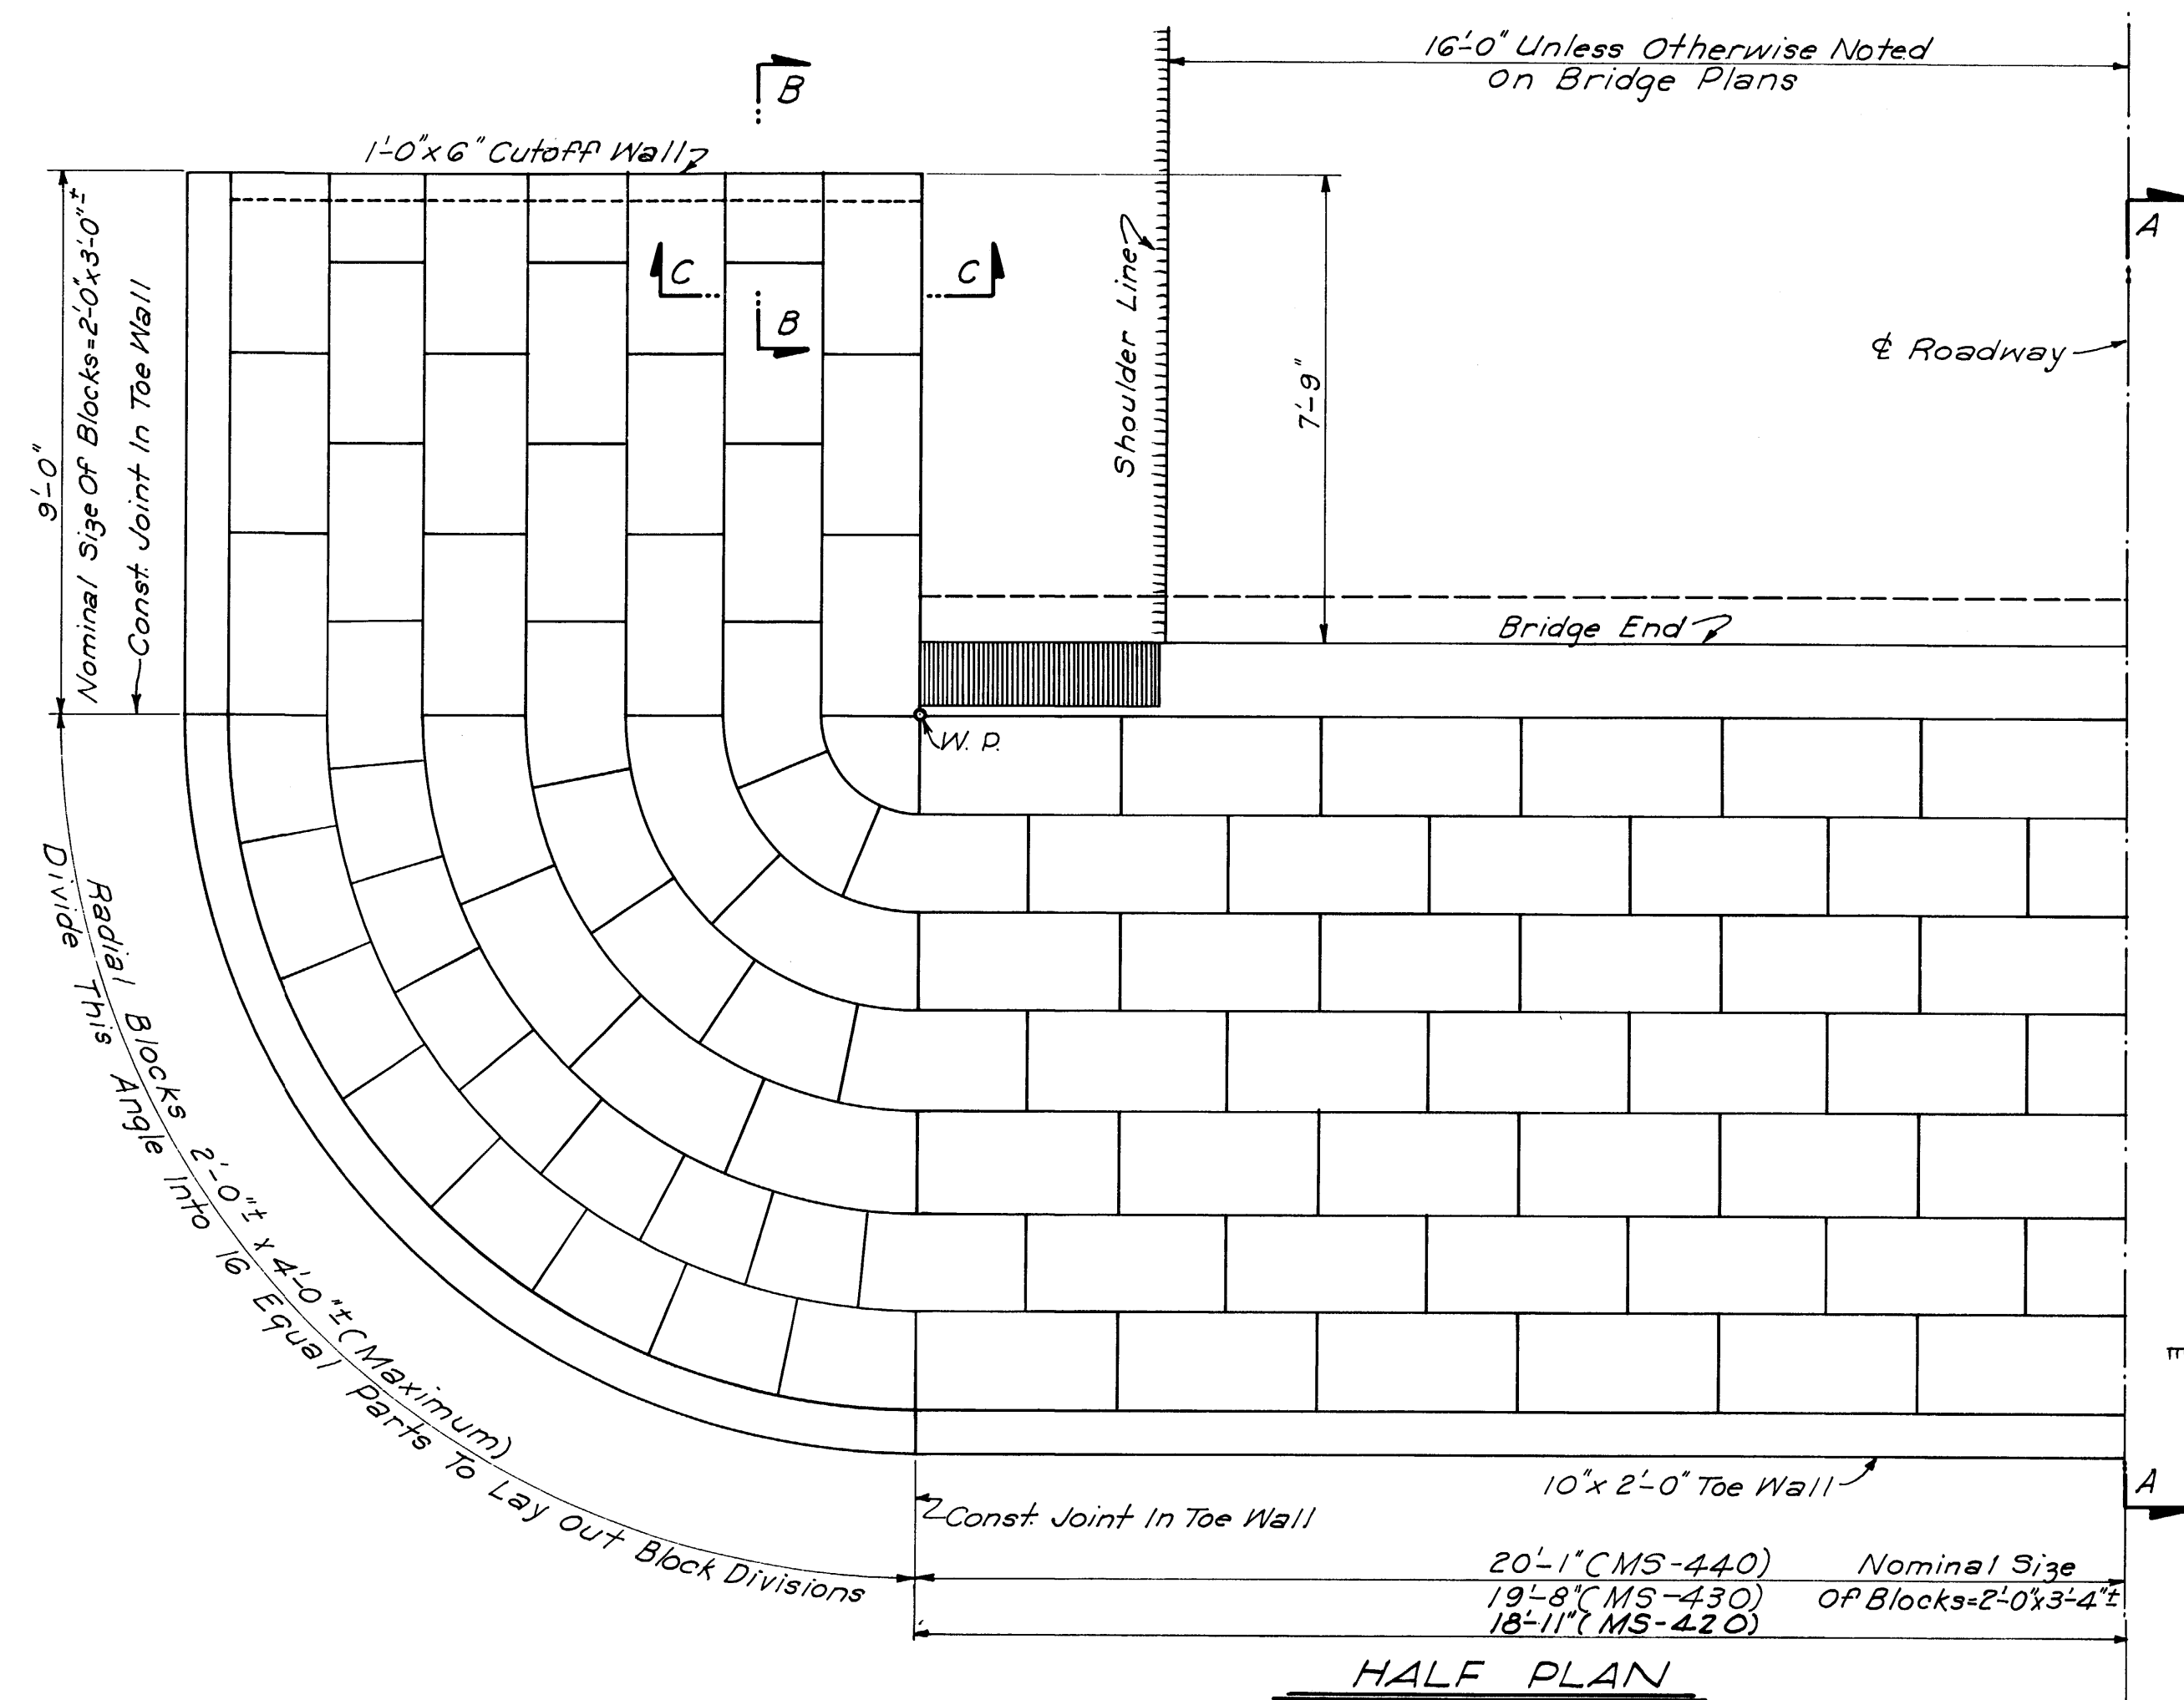 16'-0" Unless Otherwise Noted
on Bridge Plans
B
1'-0"x6" Cutoff Wall
A
C
C
B
Shoulder Line
℄ Roadway
7'-9"
9'-0"
Nominal Size Of Blocks=2'-0"x3'-0"±
Const. Joint In Toe Wall
Bridge End
W. P.
Radial Blocks 2'-0"± x 4'-0"± (Maximum)
Divide This Angle Into 16 Equal Parts To Lay Out Block Divisions
10"x 2'-0" Toe Wall
A
Const. Joint In Toe Wall
20'-1" (MS-440)
19'-8" (MS-430)
18'-11" (MS-420)
Nominal Size
Of Blocks=2'-0"x3'-4"±
HALF PLAN